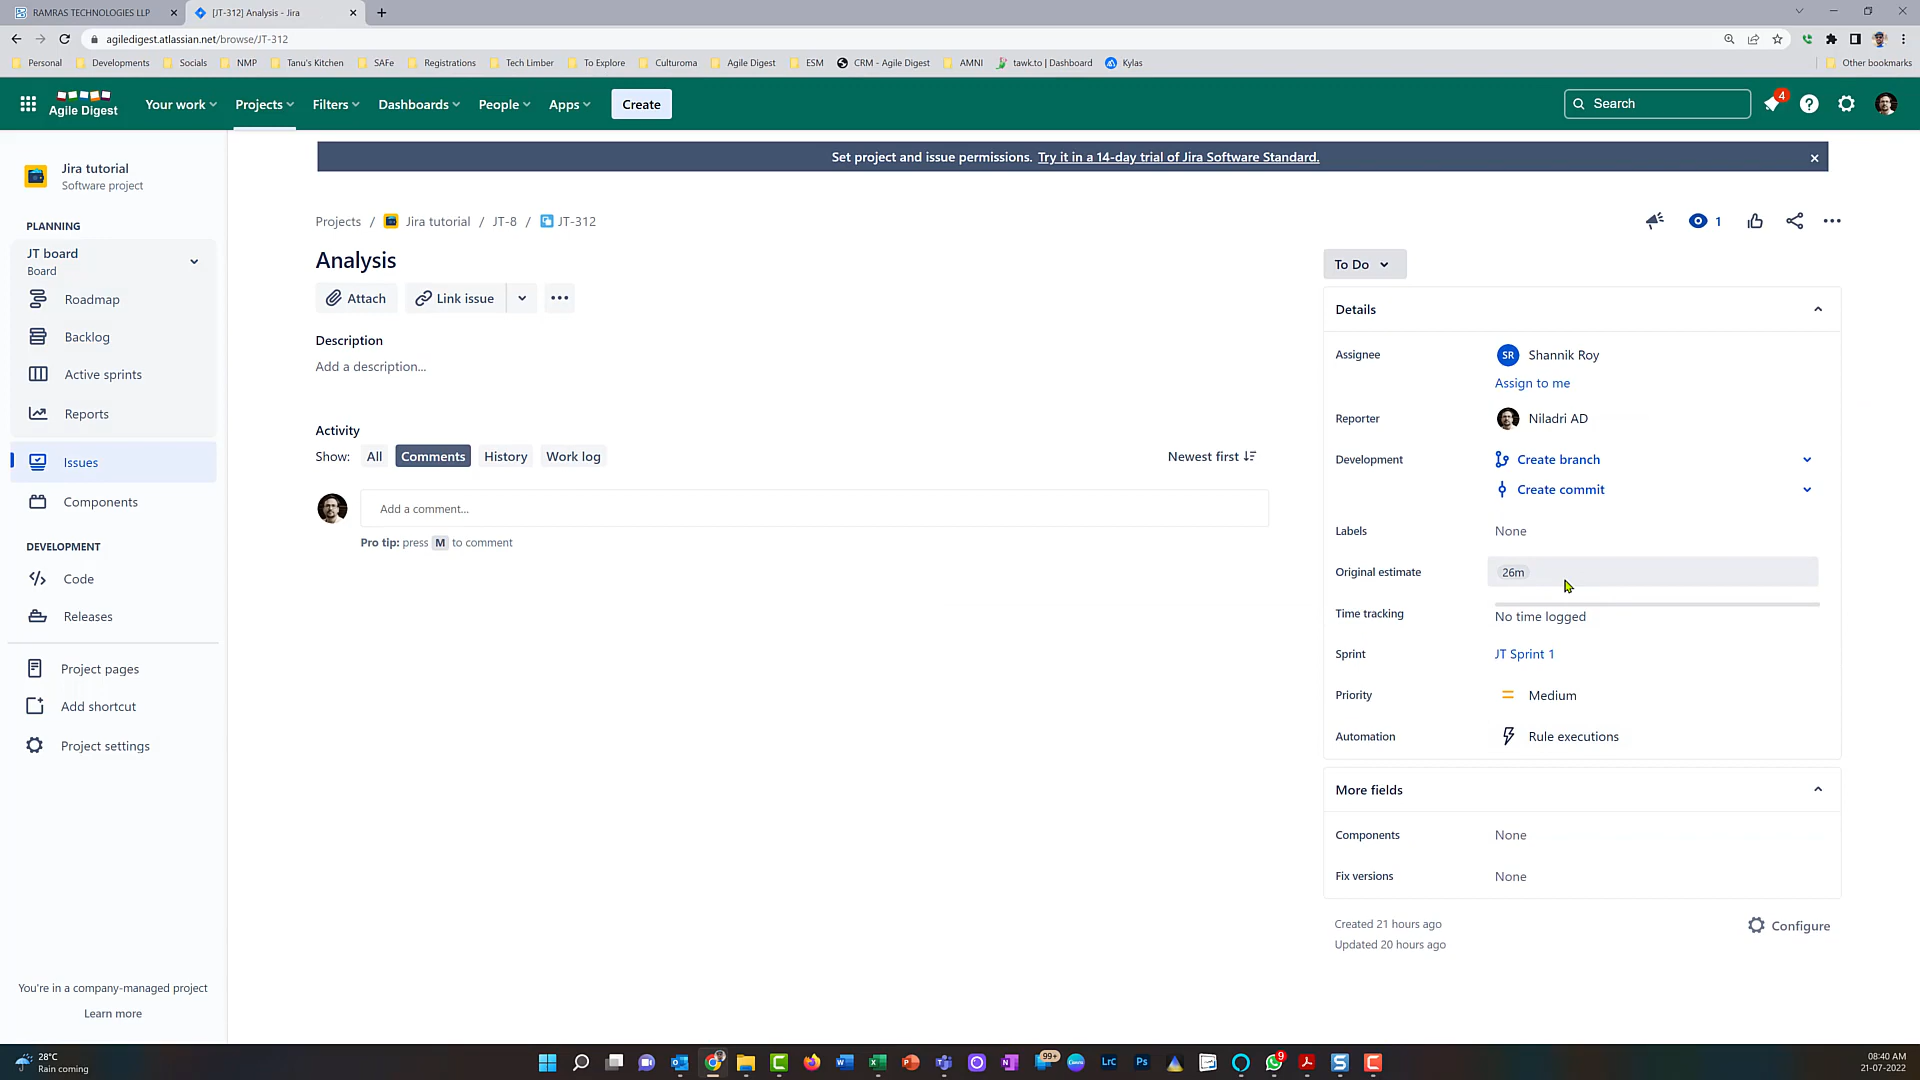 RAMRAS TECHNOLOGIES LLP
[JT-312] Analysis - Jira
agiledigest.atlassian.net/browse/JT-312
Personal Developments Socials NMP Tanu's Kitchen SAFe Registrations Tech Limber To Explore Culturoma Agile Digest ESM CRM - Agile Digest AMNI tawk.to | Dashboard Kylas Other bookmarks
Agile Digest
Your work Projects Filters Dashboards People Apps Create
Search
4
Set project and issue permissions. Try it in a 14-day trial of Jira Software Standard.
Jira tutorial
Software project
PLANNING
JT board
Board
Roadmap
Backlog
Active sprints
Reports
Issues
Components
DEVELOPMENT
Code
Releases
Project pages
Add shortcut
Project settings
You're in a company-managed project
Learn more
Projects / Jira tutorial / JT-8 / JT-312
1
Analysis
Attach
Link issue
Description
Add a description...
Activity
Show: All Comments History Work log
Newest first
Add a comment...
Pro tip: press M to comment
To Do
Details
Assignee
SR Shannik Roy
Assign to me
Reporter
Niladri AD
Development
Create branch
Create commit
Labels
None
Original estimate
26m
Time tracking
No time logged
Sprint
JT Sprint 1
Priority
Medium
Automation
Rule executions
More fields
Components
None
Fix versions
None
Created 21 hours ago
Updated 20 hours ago
Configure
28°C
Rain coming
99+
LrC
Ps
9
08:40 AM
21-07-2022